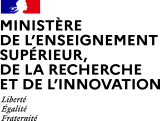 MINISTÈRE
DE L'ENSEIGNEMENT
SUPÉRIEUR,
DE LA RECHERCHE
ET DE L'INNOVATION
Liberté
Égalité
Fraternité